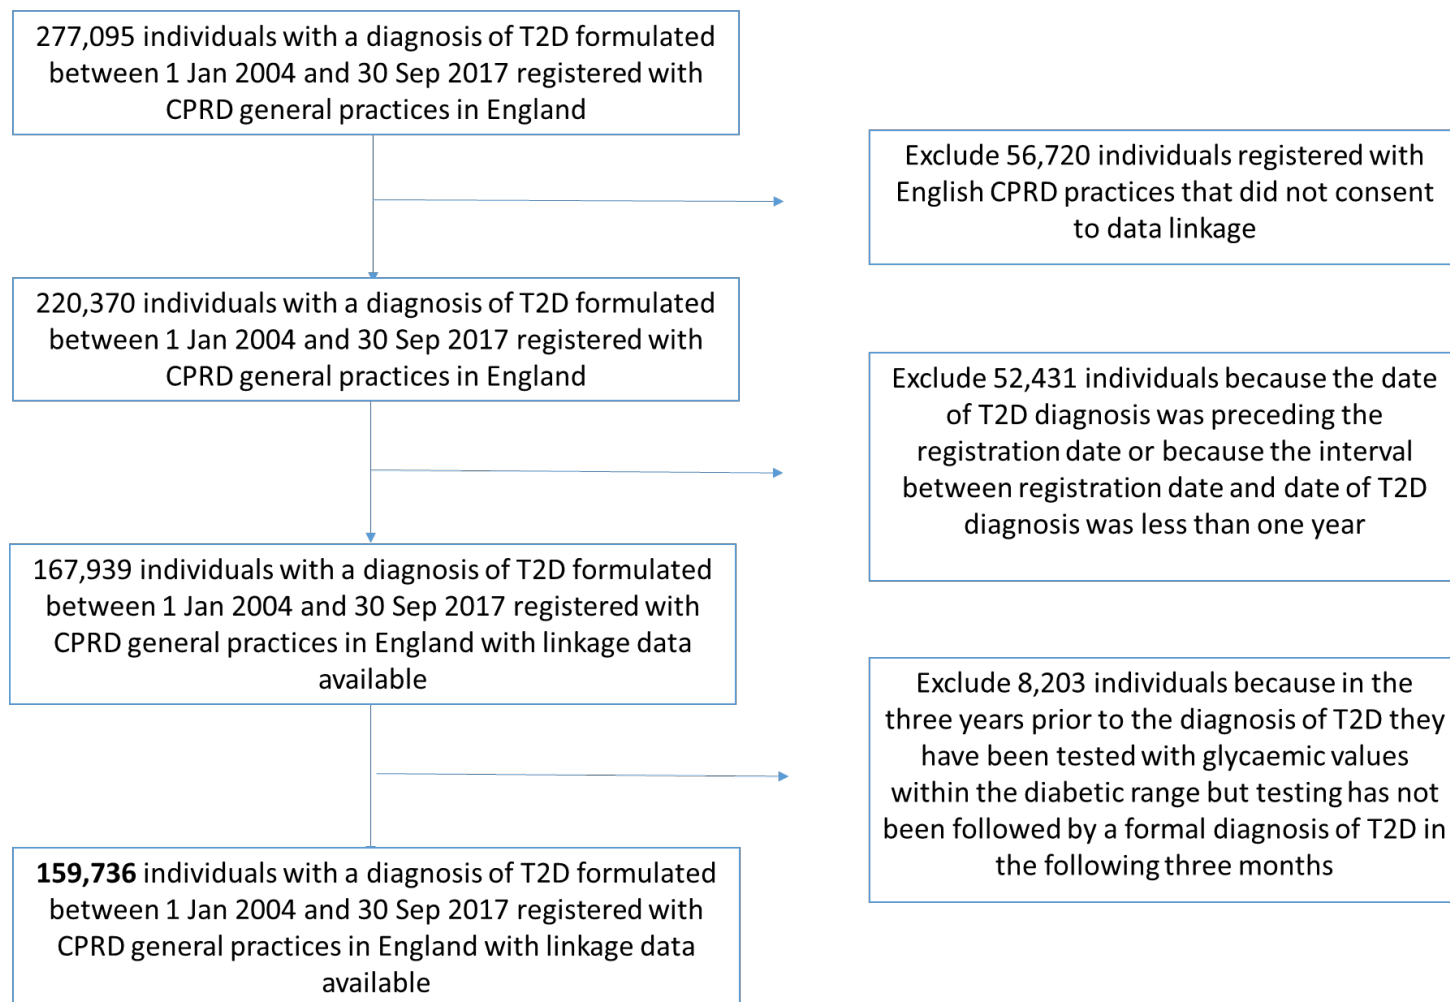 277,095 individuals with a diagnosis of T2D formulated
between 1 Jan 2004 and 30 Sep 2017 registered with
CPRD general practices in England
Exclude 56,720 individuals registered with
English CPRD practices that did not consent
to data linkage
220,370 individuals with a diagnosis of T2D formulated
between 1 Jan 2004 and 30 Sep 2017 registered with
CPRD general practices in England
Exclude 52,431 individuals because the date
of T2D diagnosis was preceding the
registration date or because the interval
between registration date and date of T2D
diagnosis was less than one year
167,939 individuals with a diagnosis of T2D formulated
between 1 Jan 2004 and 30 Sep 2017 registered with
CPRD general practices in England with linkage data
available
Exclude 8,203 individuals because in the
three years prior to the diagnosis of T2D they
have been tested with glycaemic values
within the diabetic range but testing has not
been followed by a formal diagnosis of T2D in
the following three months
159,736 individuals with a diagnosis of T2D formulated
between 1 Jan 2004 and 30 Sep 2017 registered with
CPRD general practices in England with linkage data
available